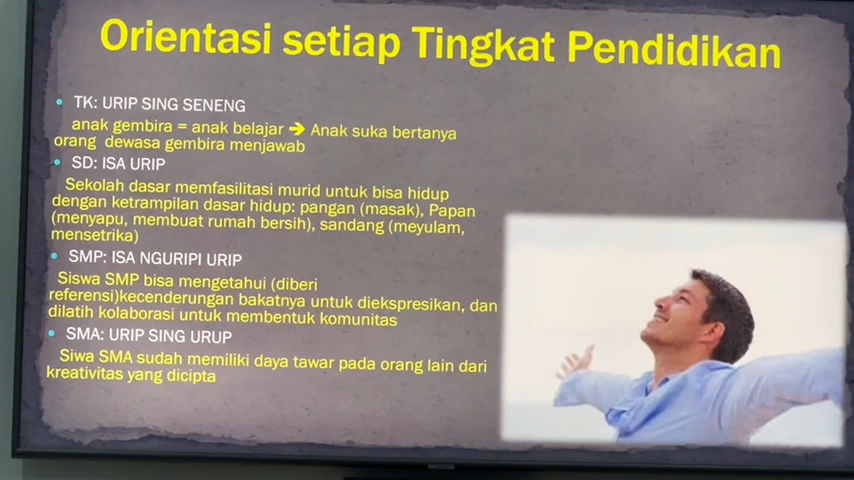 Orientasi setiap Tingkat Pendidikan
TK: URIP SING SENENG
anak gembira = anak belajar ➔ Anak suka bertanya
orang dewasa gembira menjawab
SD: ISA URIP
Sekolah dasar memfasilitasi murid untuk bisa hidup
dengan ketrampilan dasar hidup: pangan (masak), Papan
(menyapu, membuat rumah bersih), sandang (meyulam,
mensetrika)
SMP: ISA NGURIPI URIP
Siswa SMP bisa mengetahui (diberi
referensi)kecenderungan bakatnya untuk diekspresikan, dan
dilatih kolaborasi untuk membentuk komunitas
SMA: URIP SING URUP
Siwa SMA sudah memiliki daya tawar pada orang lain dari
kreativitas yang dicipta